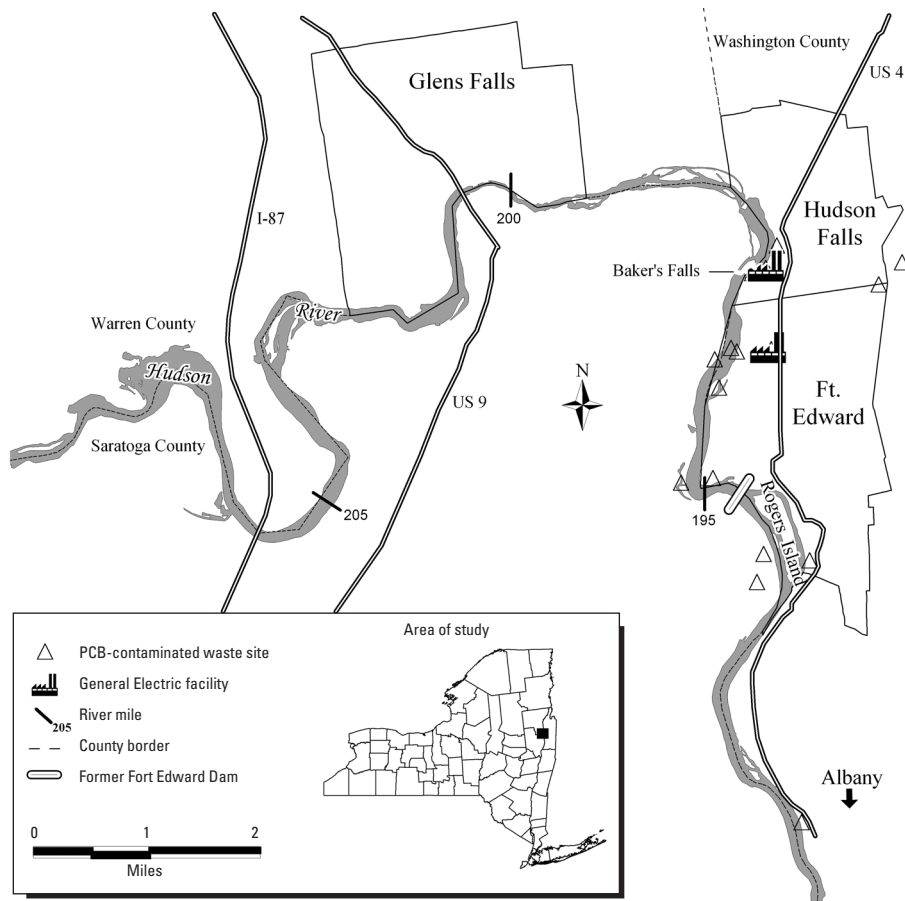 Washington County
US 4
Glens Falls
I-87
200
Hudson
Falls
Baker's Falls
River
Warren County
Hudson
N
US 9
Ft.
Edward
Saratoga County
205
195
Rogers Island
Area of study
PCB-contaminated waste site
General Electric facility
205
River mile
County border
Former Fort Edward Dam
Albany
0 1 2
Miles